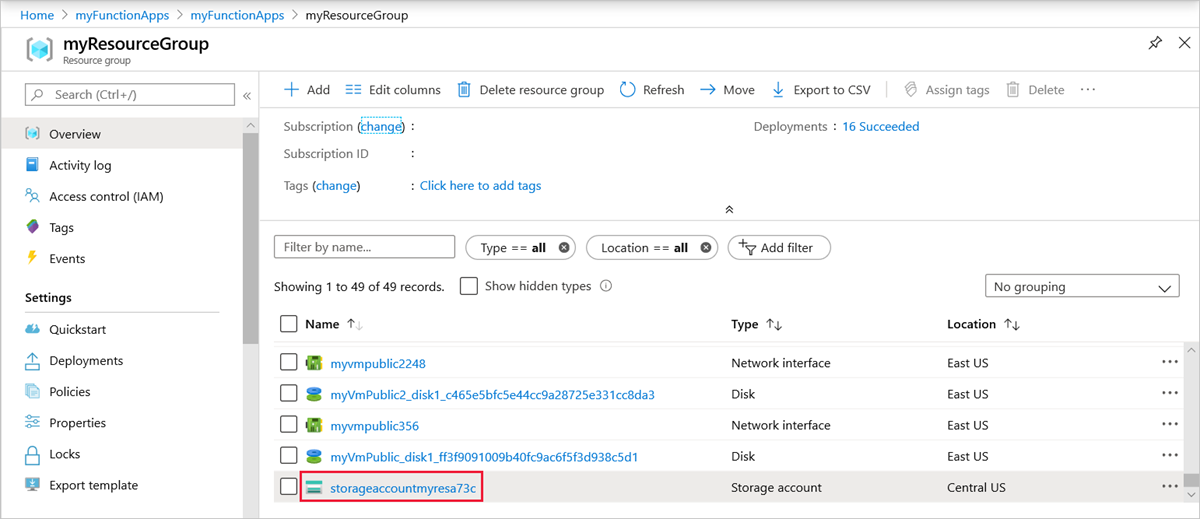 Home > myFunctionApps > myFunctionApps > myResourceGroup
myResourceGroup
Resource group
Search (Ctrl+/)
«
Overview
Activity log
Access control (IAM)
Tags
Events
Settings
Quickstart
Deployments
Policies
Properties
Locks
Export template
Add Edit columns Delete resource group Refresh Move Export to CSV Assign tags Delete ...
Subscription (change) : Deployments : 16 Succeeded
Subscription ID :
Tags (change) : Click here to add tags
Filter by name... Type == all Location == all Add filter
Showing 1 to 49 of 49 records. Show hidden types No grouping
Name Type Location
myvmpublic2248 Network interface East US ...
myVmPublic2_disk1_c465e5bfc5e44cc9a28725e331cc8da3 Disk East US ...
myvmpublic356 Network interface East US ...
myVmPublic_disk1_ff3f9091009b40fc9ac6f5f3d938c5d1 Disk East US ...
storageaccountmyresa73c Storage account Central US ...